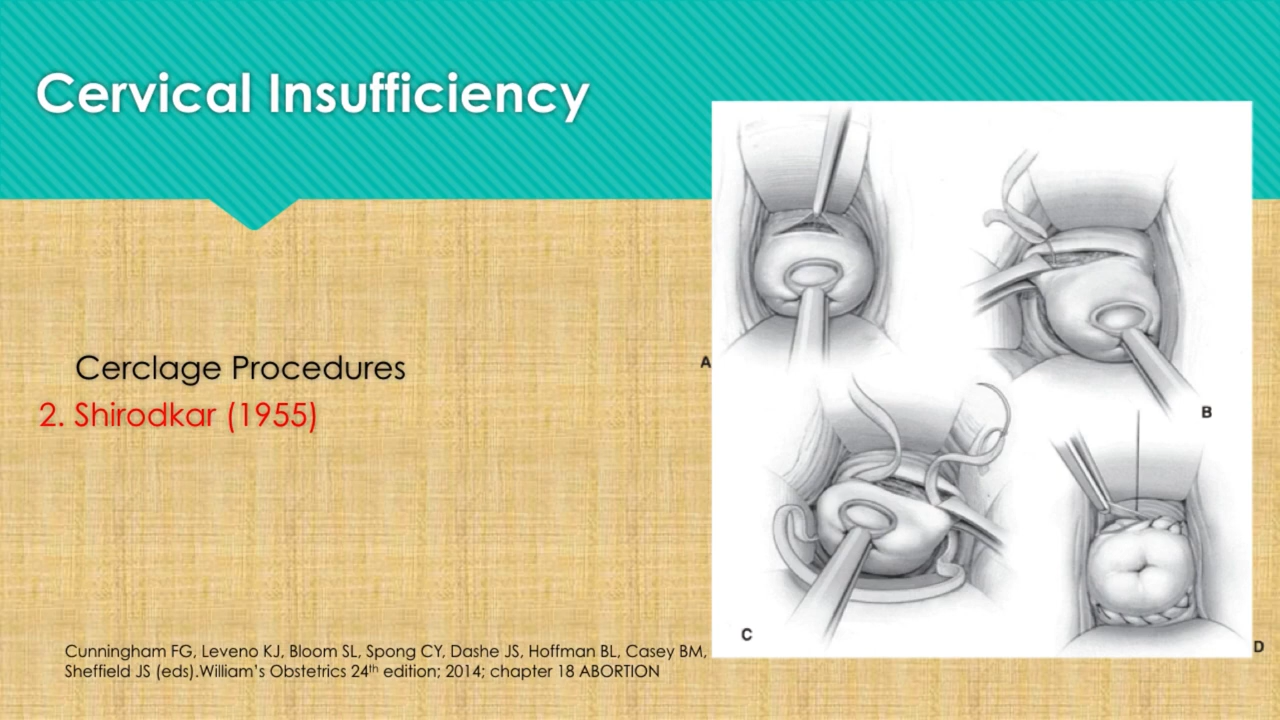 Cervical Insufficiency
Cerclage Procedures
2. Shirodkar (1955)
A
B
C
D
Cunningham FG, Leveno KJ, Bloom SL, Spong CY, Dashe JS, Hoffman BL, Casey BM,
Sheffield JS (eds).William’s Obstetrics 24th edition; 2014; chapter 18 ABORTION